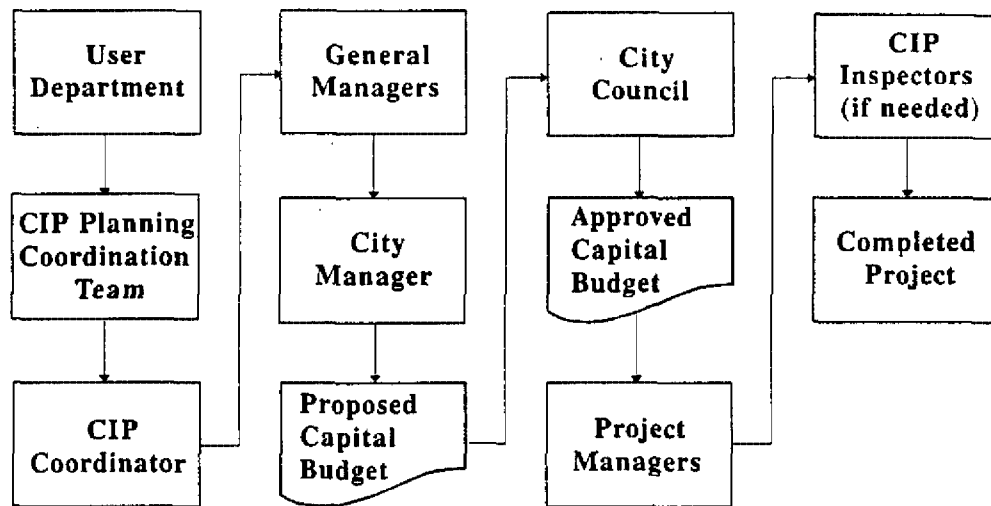 User
Department
CIP Planning
Coordination
Team
CIP
Coordinator
General
Managers
City
Manager
Proposed
Capital
Budget
City
Council
Approved
Capital
Budget
Project
Managers
CIP
Inspectors
(if needed)
Completed
Project